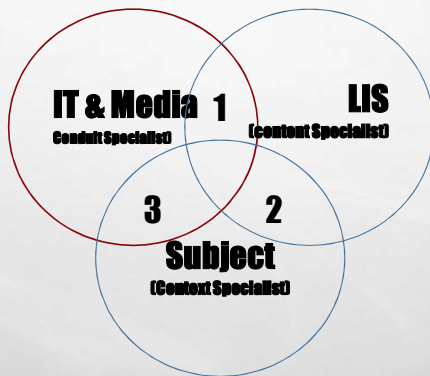 IT & Media
Conduit Specialist)
1
LIS
(content Specialist)
3
2
Subject
(Context Specialist)